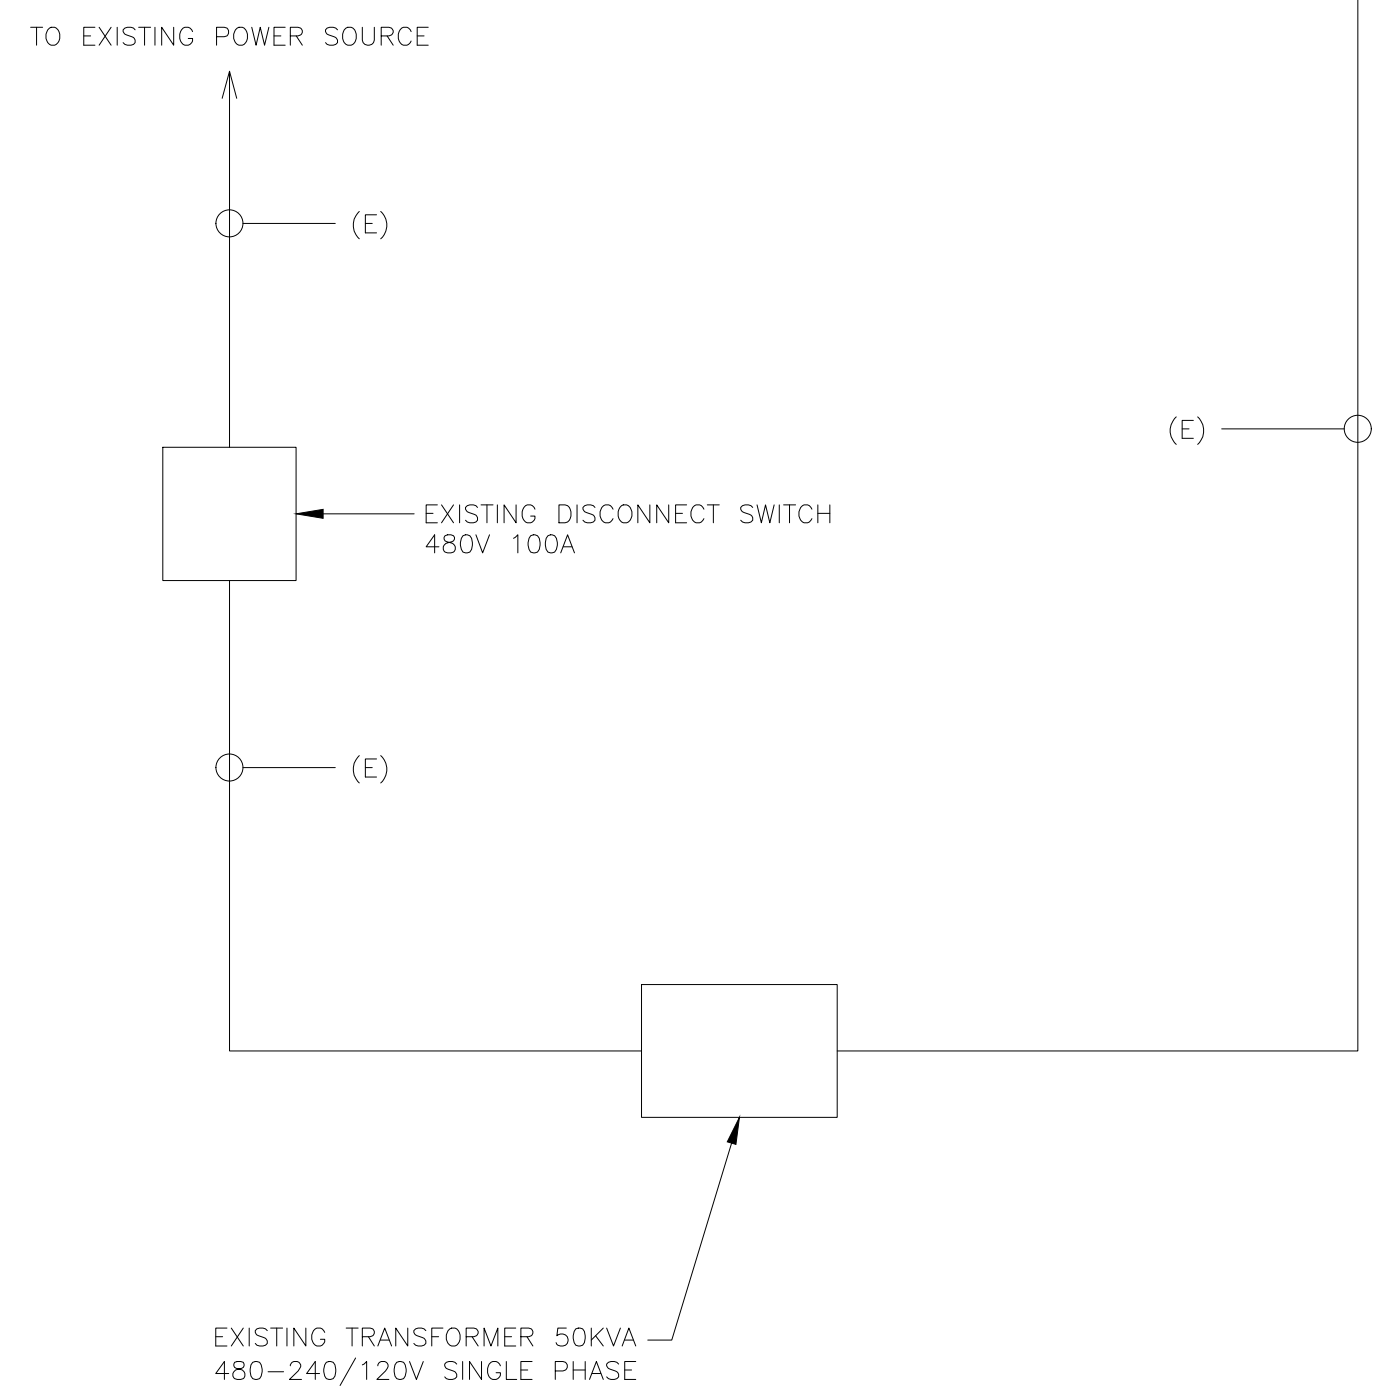 TO EXISTING POWER SOURCE
(E)
(E)
EXISTING DISCONNECT SWITCH
480V 100A
(E)
EXISTING TRANSFORMER 50KVA
480-240/120V SINGLE PHASE